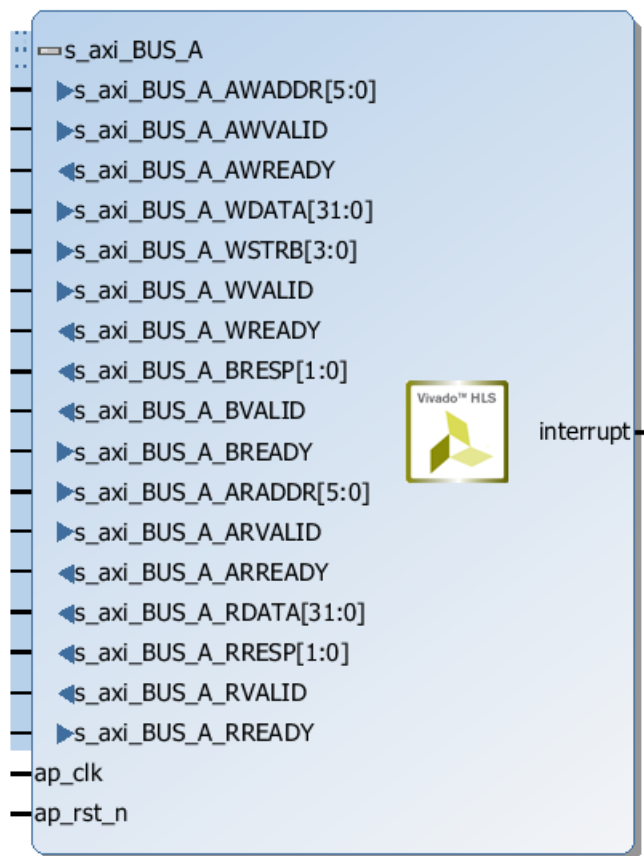 s_axi_BUS_A
s_axi_BUS_A_AWADDR[5:0]
s_axi_BUS_A_AWVALID
s_axi_BUS_A_AWREADY
s_axi_BUS_A_WDATA[31:0]
s_axi_BUS_A_WSTRB[3:0]
s_axi_BUS_A_WVALID
s_axi_BUS_A_WREADY
s_axi_BUS_A_BRESP[1:0]
s_axi_BUS_A_BVALID
s_axi_BUS_A_BREADY
s_axi_BUS_A_ARADDR[5:0]
s_axi_BUS_A_ARVALID
s_axi_BUS_A_ARREADY
s_axi_BUS_A_RDATA[31:0]
s_axi_BUS_A_RRESP[1:0]
s_axi_BUS_A_RVALID
s_axi_BUS_A_RREADY
ap_clk
ap_rst_n
Vivado™ HLS
interrupt